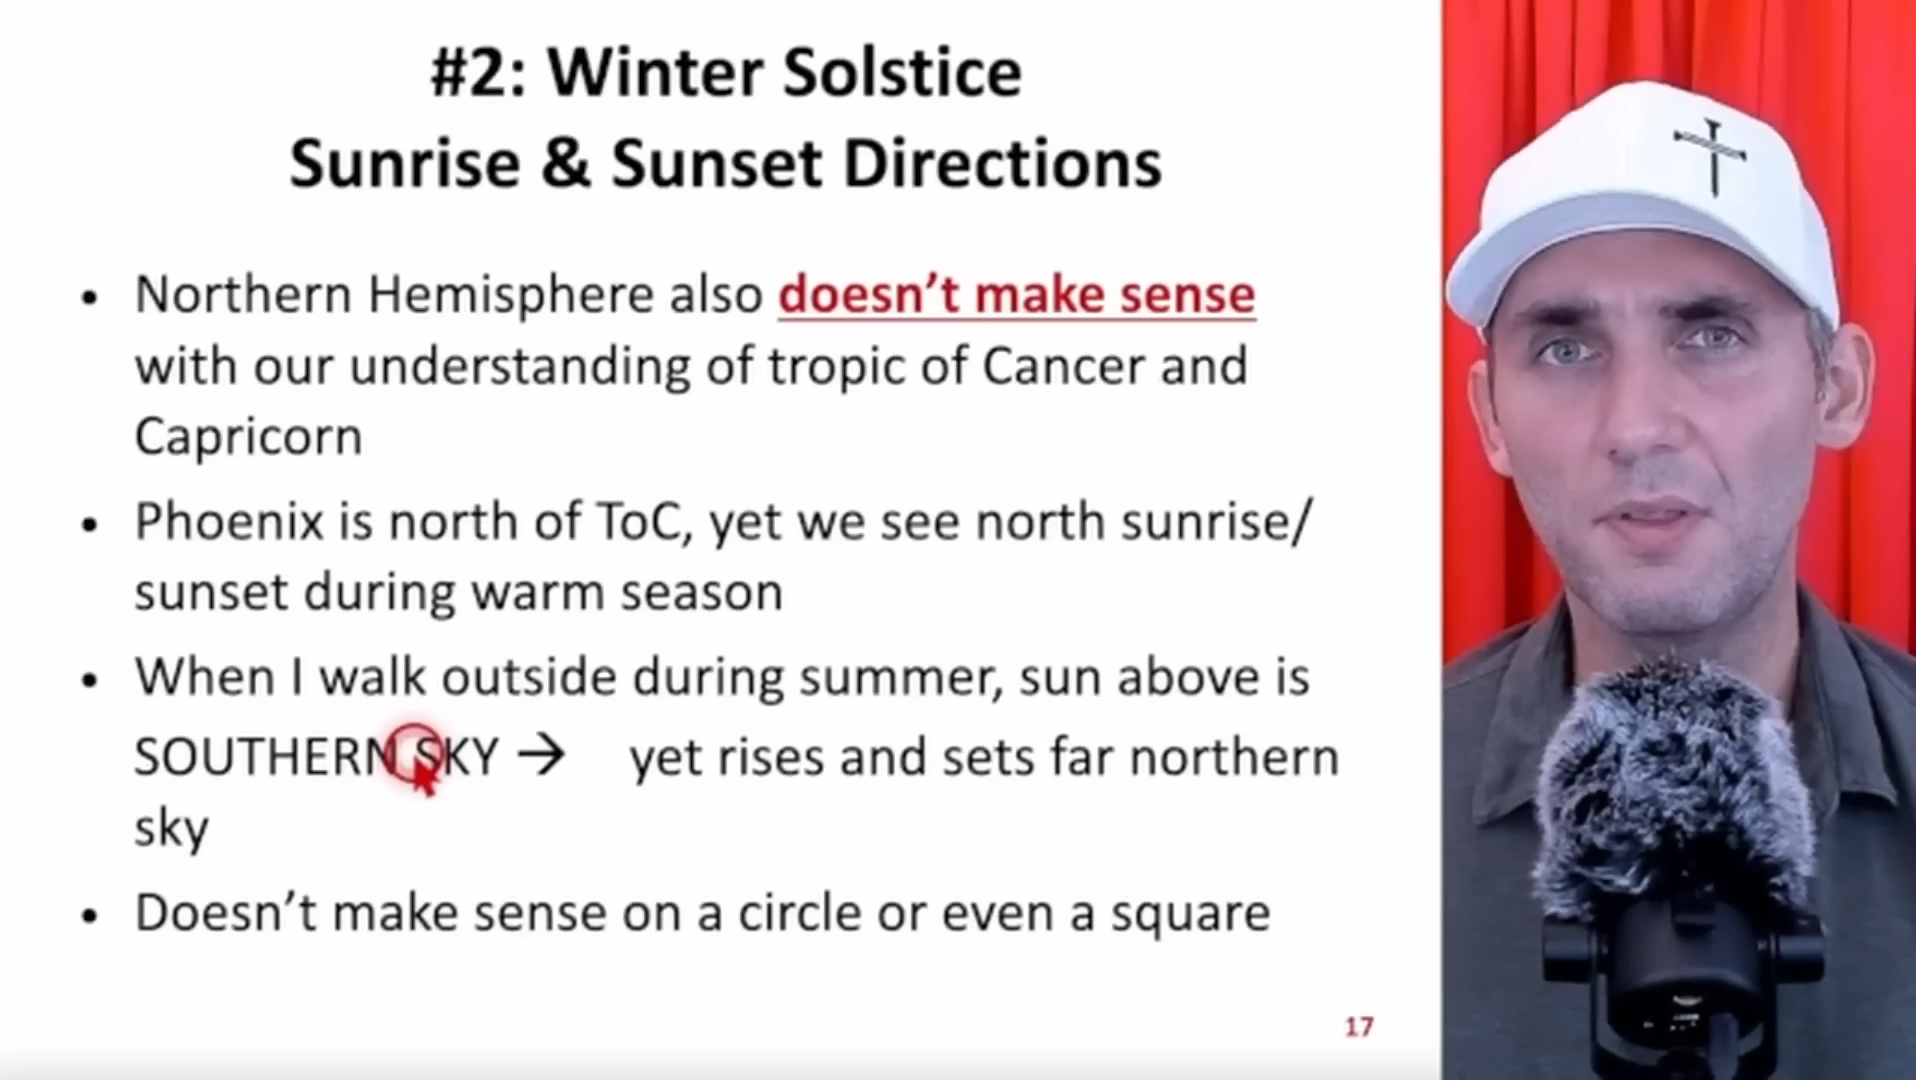 #2: Winter Solstice
Sunrise & Sunset Directions
• Northern Hemisphere also doesn’t make sense
with our understanding of tropic of Cancer and
Capricorn
• Phoenix is north of ToC, yet we see north sunrise/
sunset during warm season
• When I walk outside during summer, sun above is
SOUTHERN SKY → yet rises and sets far northern
sky
• Doesn’t make sense on a circle or even a square
17